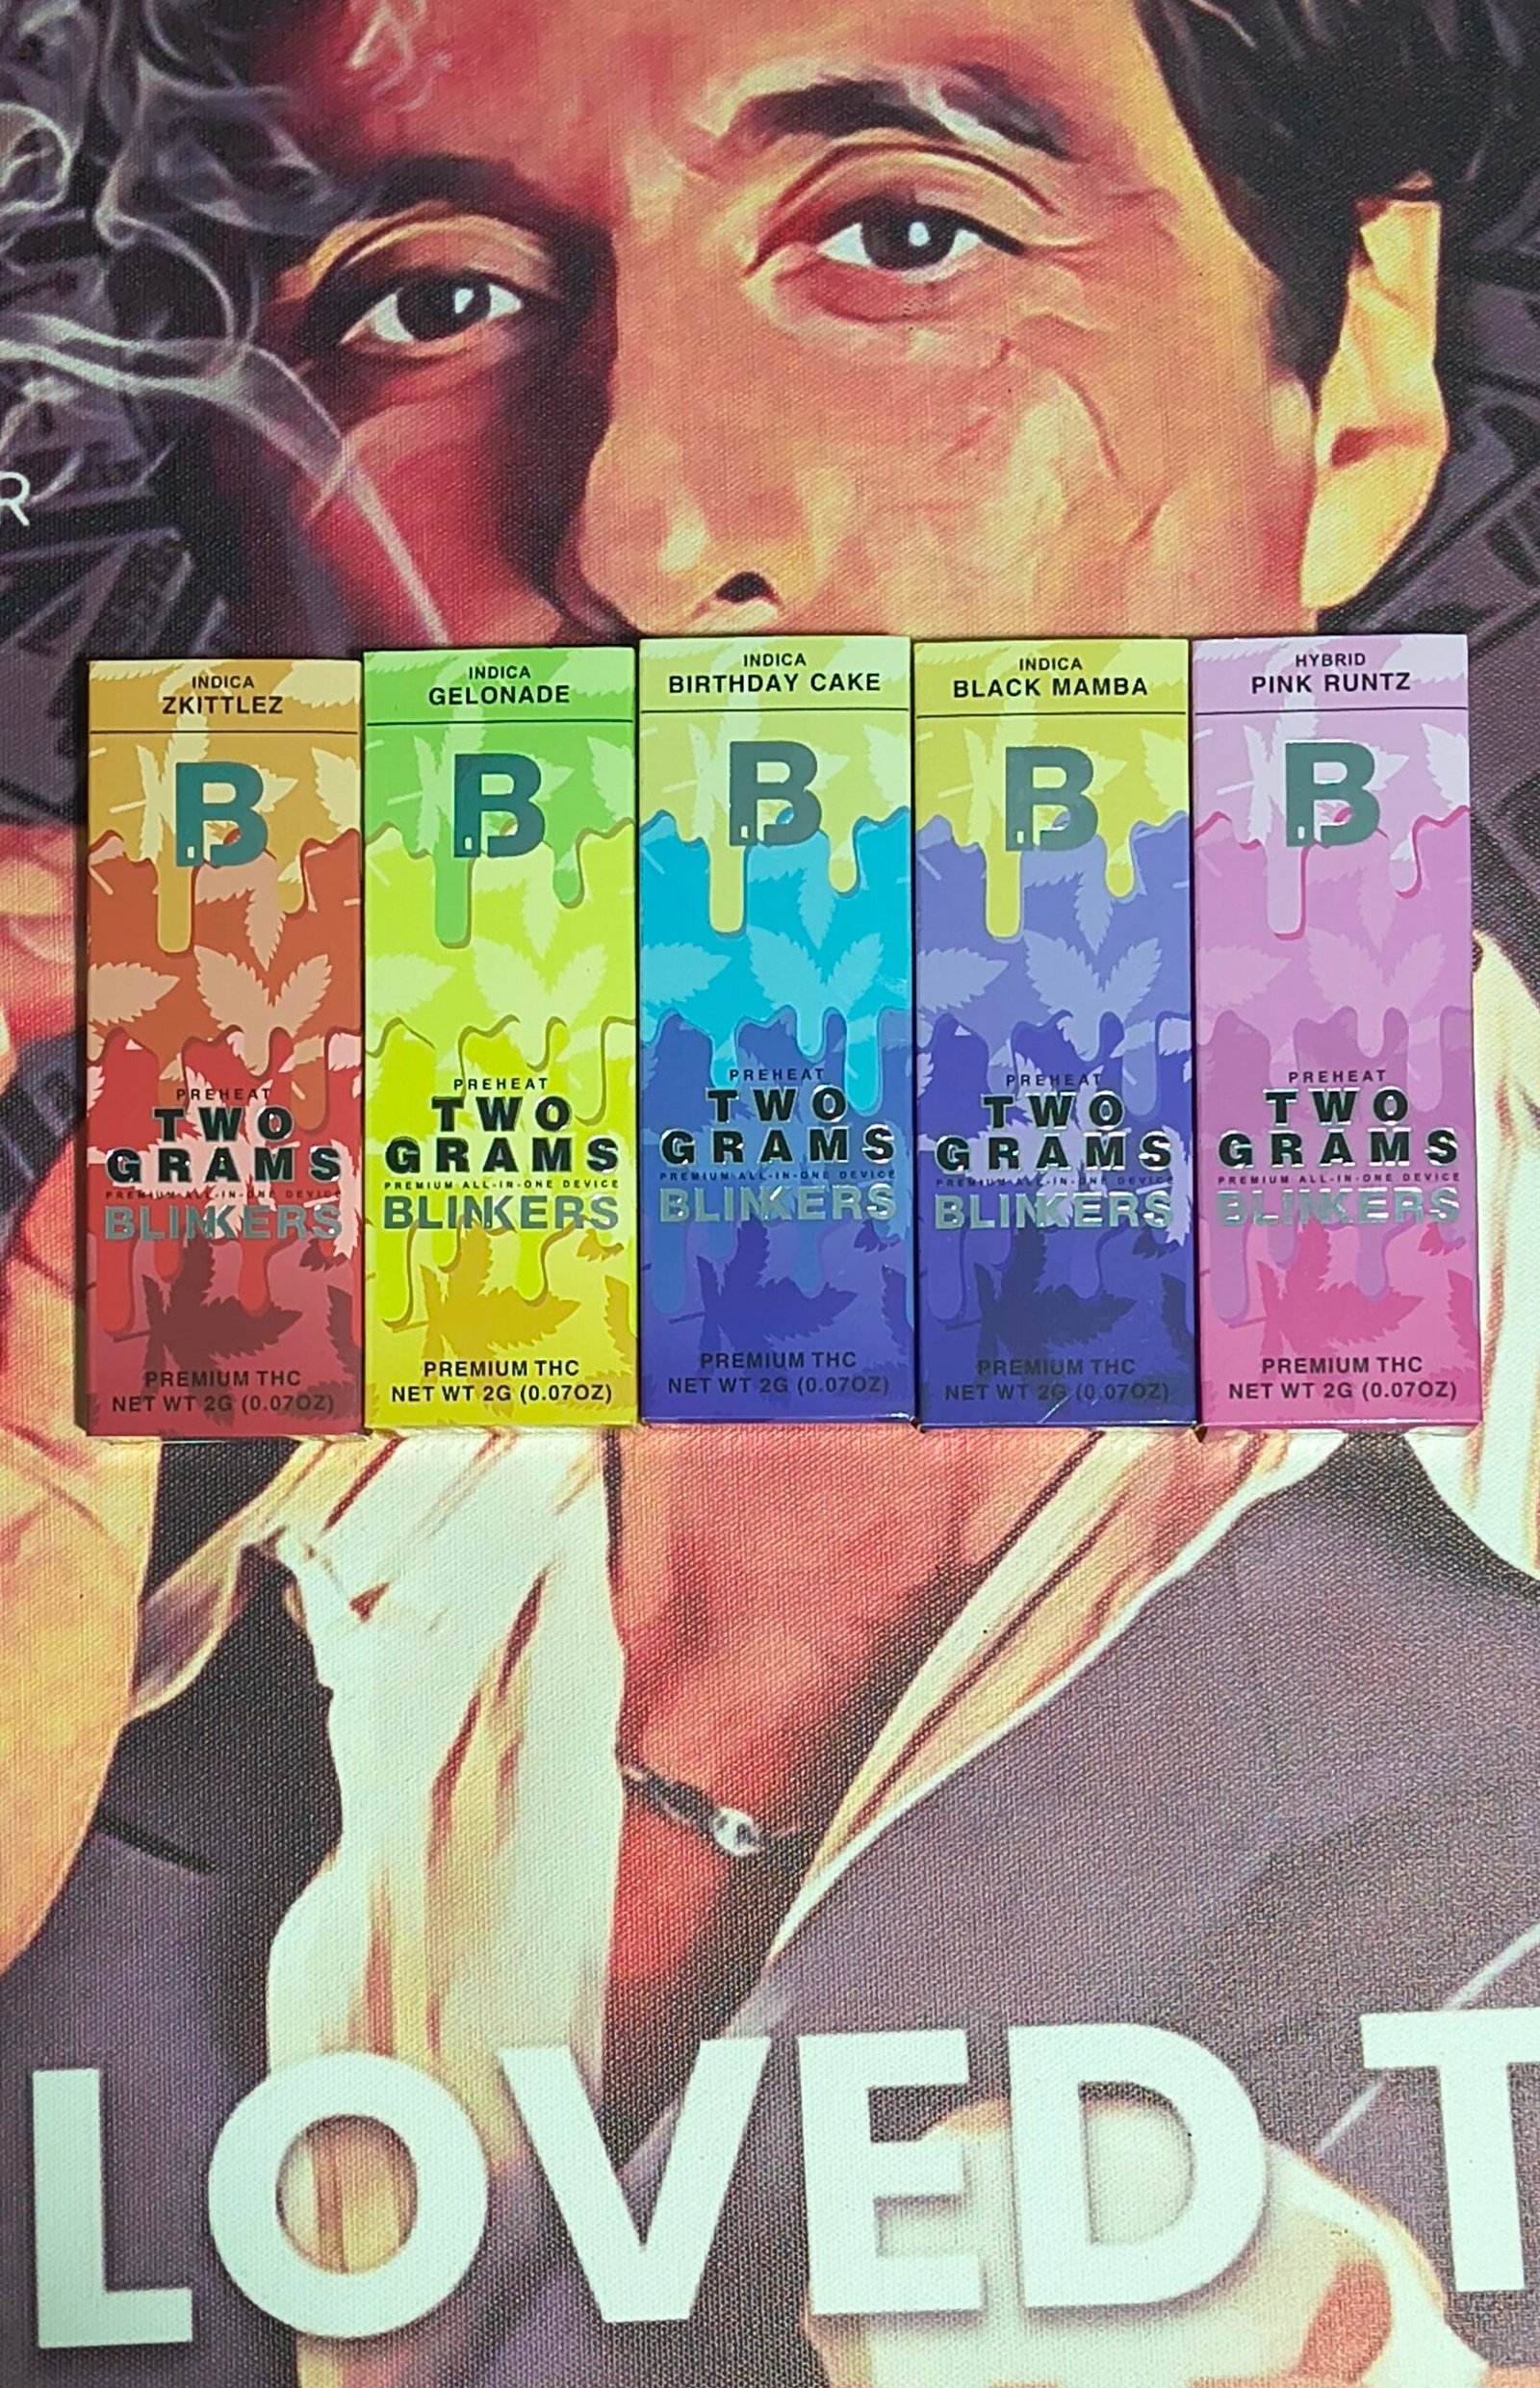 R
INDICA
ZKITTLEZ
B
PREHEAT
TWO
GRAMS
PREMIUM ALL-IN-ONE DEVICE
BLINKERS
PREMIUM THC
NET WT 2G (0.07OZ)
INDICA
GELONADE
B
PREHEAT
TWO
GRAMS
PREMIUM ALL-IN-ONE DEVICE
BLINKERS
PREMIUM THC
NET WT 2G (0.07OZ)
INDICA
BIRTHDAY CAKE
B
PREHEAT
TWO
GRAMS
PREMIUM ALL-IN-ONE DEVICE
BLINKERS
PREMIUM THC
NET WT 2G (0.07OZ)
INDICA
BLACK MAMBA
B
PREHEAT
TWO
GRAMS
PREMIUM ALL-IN-ONE DEVICE
BLINKERS
PREMIUM THC
NET WT 2G (0.07OZ)
HYBRID
PINK RUNTZ
B
PREHEAT
TWO
GRAMS
PREMIUM ALL-IN-ONE DEVICE
BLINKERS
PREMIUM THC
NET WT 2G (0.07OZ)
LOVED T